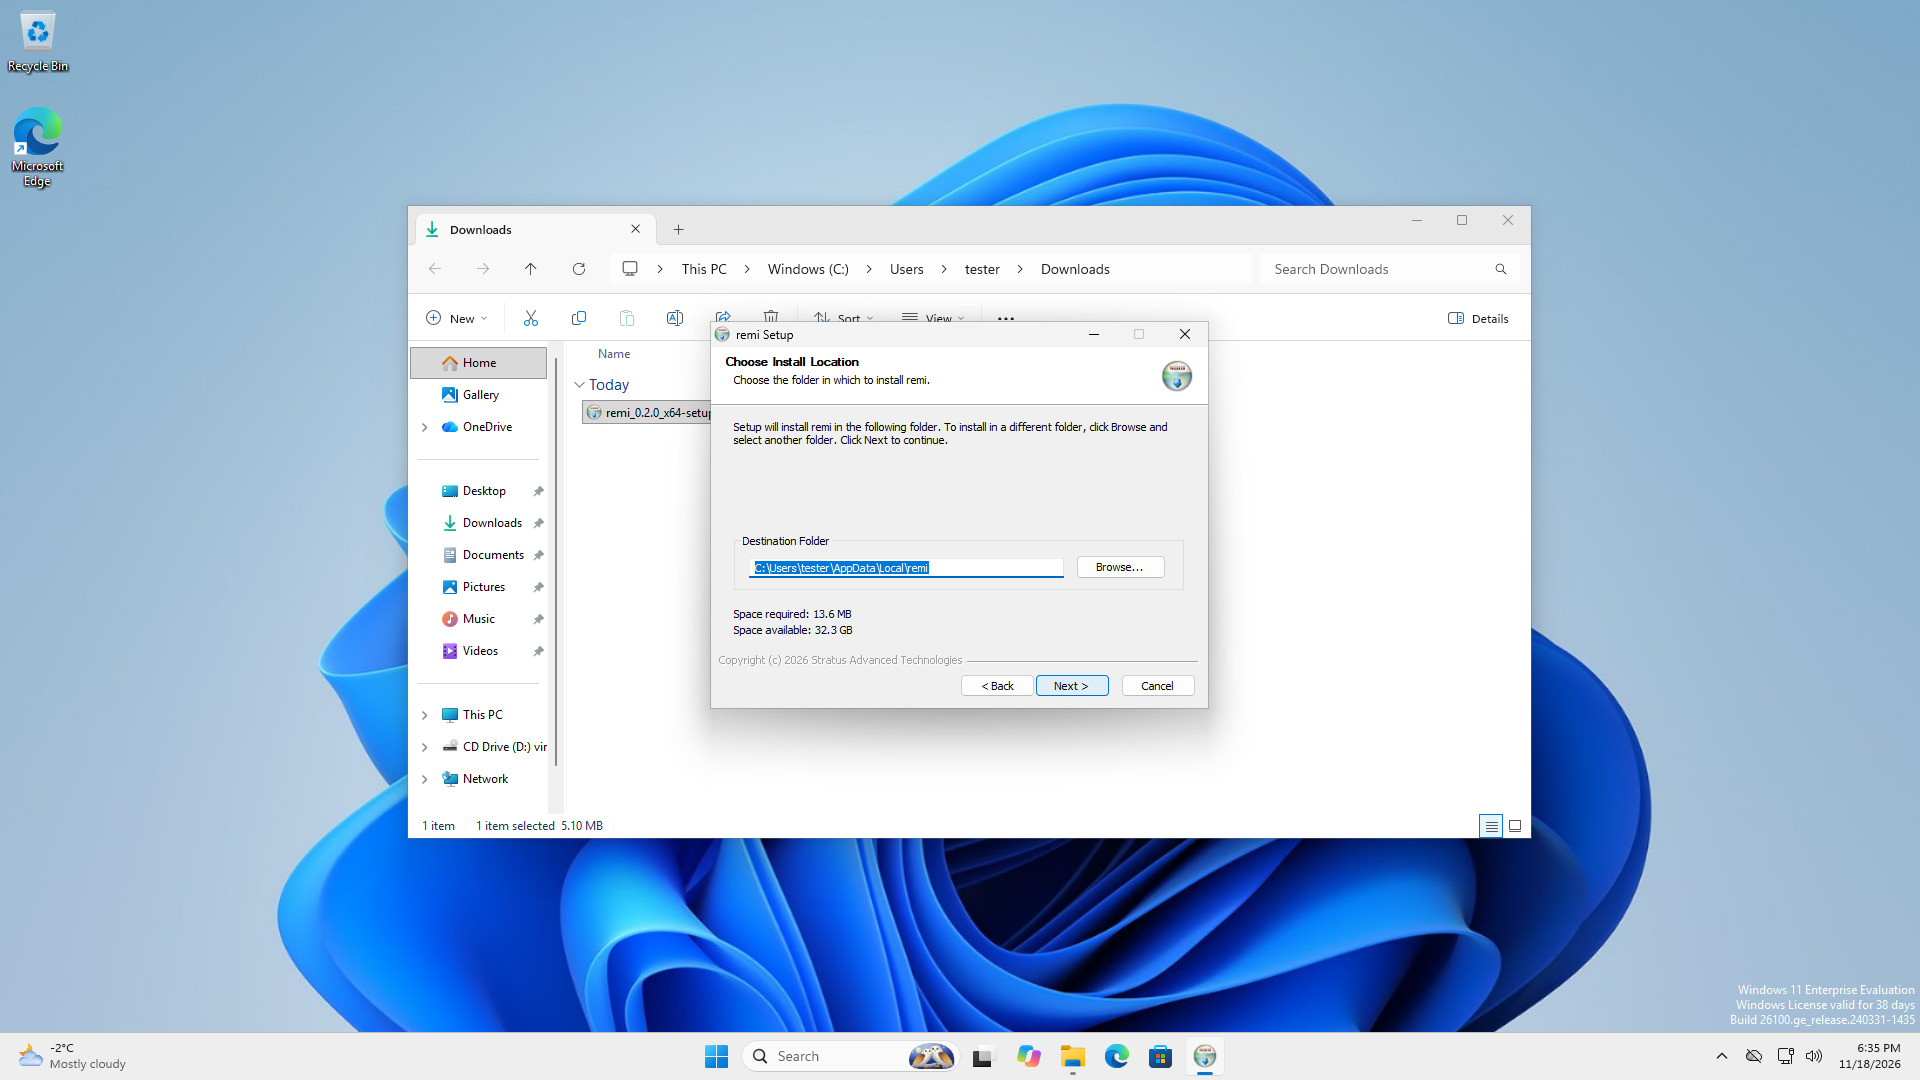 Recycle Bin
Microsoft
Edge
Downloads
This PC
Windows (C:)
Users
tester
Downloads
Search Downloads
New
Sort
View
Details
Home
Gallery
OneDrive
Desktop
Downloads
Documents
Pictures
Music
Videos
This PC
CD Drive (D:) vir
Network
Name
Today
remi_0.2.0_x64-setup
remi Setup
Choose Install Location
Choose the folder in which to install remi.
Setup will install remi in the following folder. To install in a different folder, click Browse and
select another folder. Click Next to continue.
Destination Folder
C:\Users\tester\AppData\Local\remi
Browse...
Space required: 13.6 MB
Space available: 32.3 GB
Copyright (c) 2026 Stratus Advanced Technologies
< Back
Next >
Cancel
1 item
1 item selected 5.10 MB
Windows 11 Enterprise Evaluation
Windows License valid for 38 days
Build 26100.ge_release.240331-1435
-2°C
Mostly cloudy
Search
6:35 PM
11/18/2026